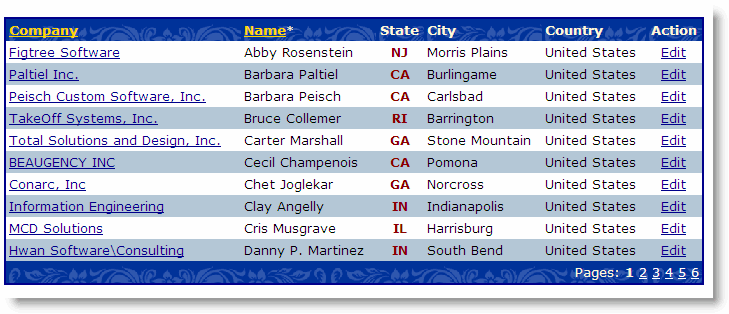 Company Name* State City Country Action
Figtree Software Abby Rosenstein NJ Morris Plains United States Edit
Paltiel Inc. Barbara Paltiel CA Burlingame United States Edit
Peisch Custom Software, Inc. Barbara Peisch CA Carlsbad United States Edit
TakeOff Systems, Inc. Bruce Collemer RI Barrington United States Edit
Total Solutions and Design, Inc. Carter Marshall GA Stone Mountain United States Edit
BEAUGENCY INC Cecil Champenois CA Pomona United States Edit
Conarc, Inc Chet Joglekar GA Norcross United States Edit
Information Engineering Clay Angelly IN Indianapolis United States Edit
MCD Solutions Cris Musgrave IL Harrisburg United States Edit
Hwan Software\Consulting Danny P. Martinez IN South Bend United States Edit
Pages: 1 2 3 4 5 6